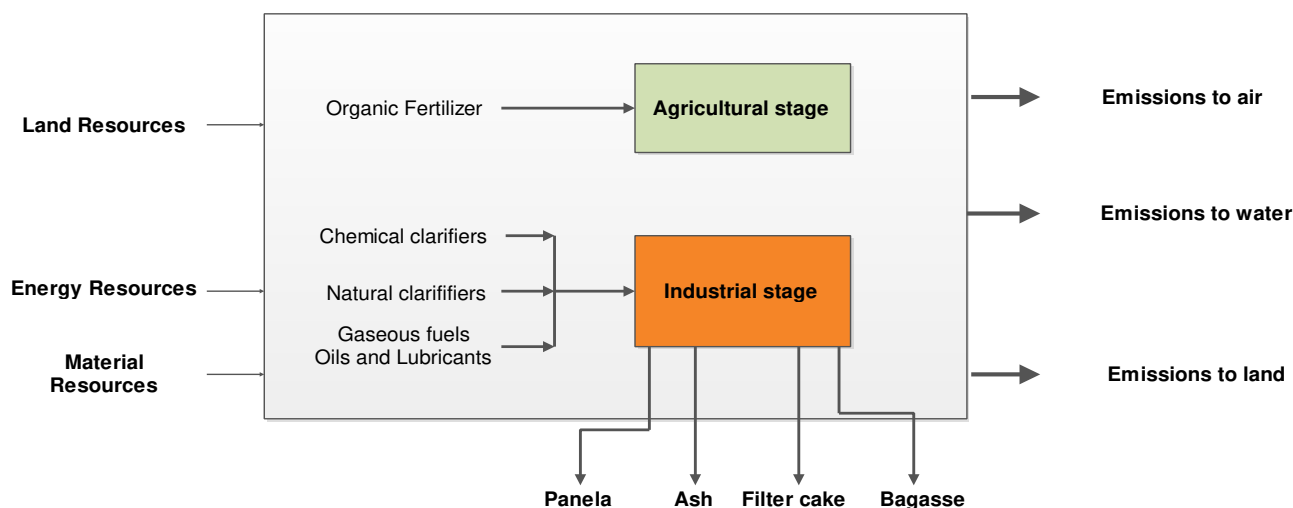 Land Resources
Energy Resources
Material
Resources
Organic Fertilizer
Agricultural stage
Chemical clarifiers
Natural clarififiers
Gaseous fuels
Oils and Lubricants
Industrial stage
Emissions to air
Emissions to water
Emissions to land
Panela
Ash
Filter cake
Bagasse